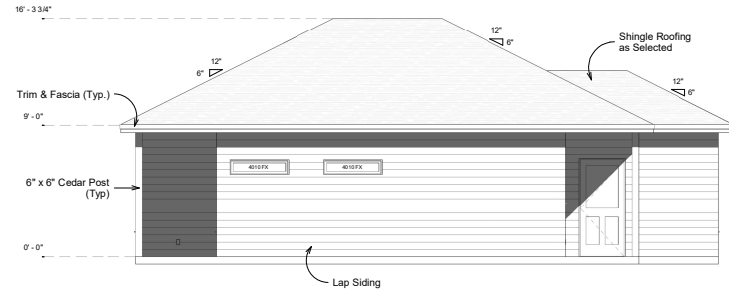 16' - 3 3/4"
12"
6"
12"
6"
Shingle Roofing
as Selected
12"
6"
Trim & Fascia (Typ.)
9' - 0"
4010 FX
4010 FX
6" x 6" Cedar Post
(Typ)
0' - 0"
Lap Siding